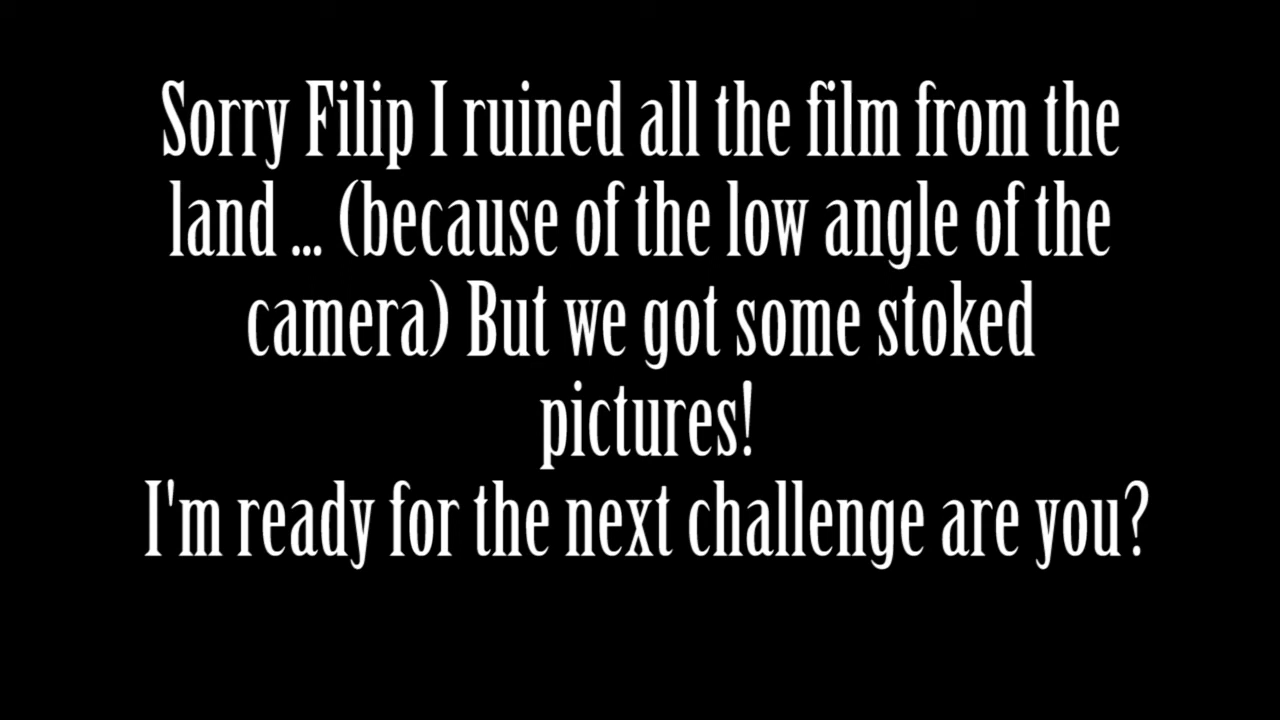 Sorry Filip I ruined all the film from the
land ... (because of the low angle of the
camera) But we got some stoked
pictures!
I'm ready for the next challenge are you?